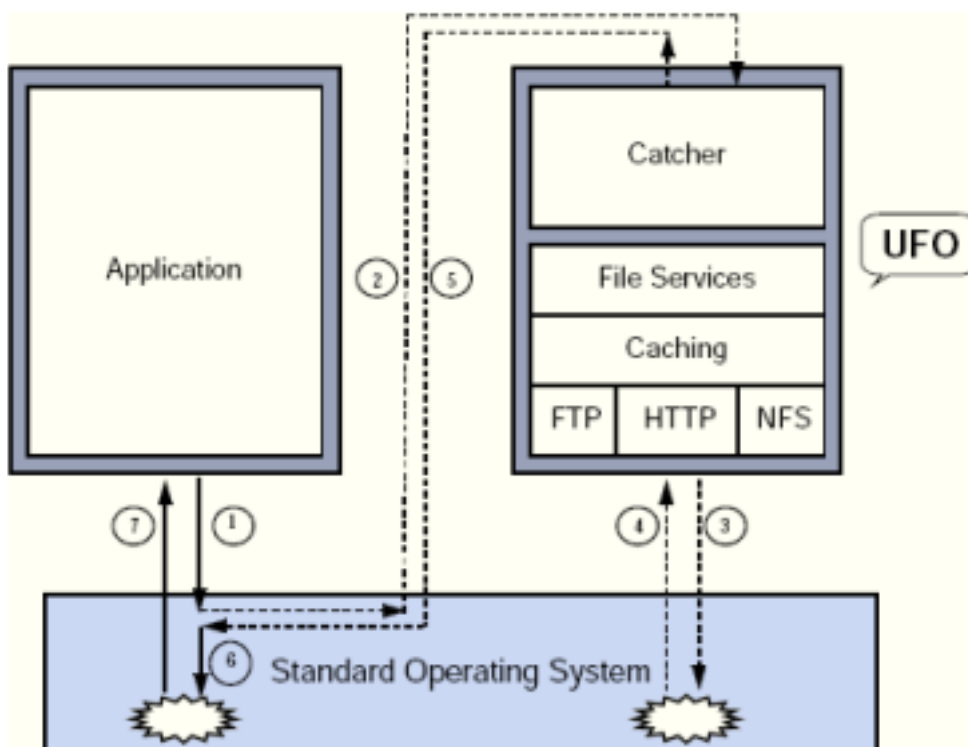 Catcher
UFO
Application
2
5
File Services
Caching
FTP HTTP NFS
7
1
4
3
6
Standard Operating System